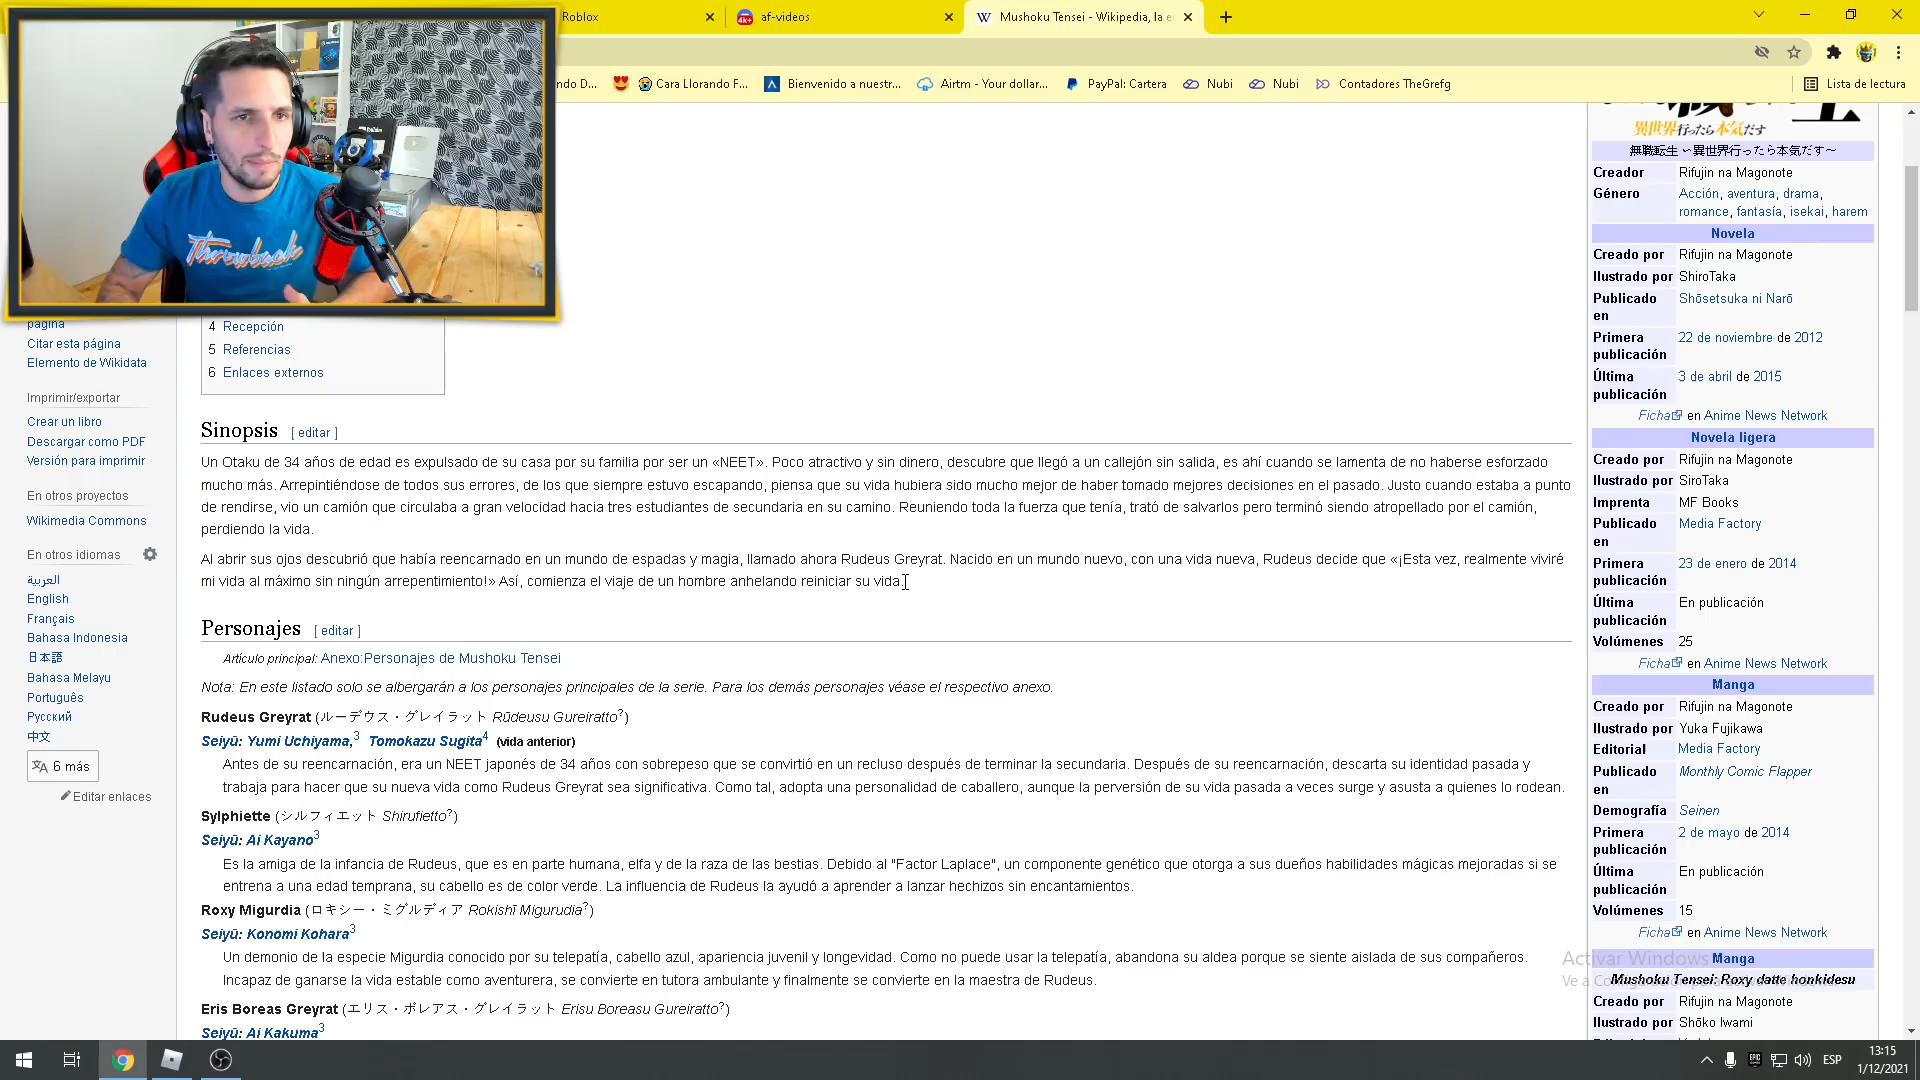 Roblox
af-videos
Mushoku Tensei - Wikipedia, la e
ndo D...
Cara Llorando F...
Bienvenido a nuestr...
Airtm - Your dollar...
PayPal: Cartera
Nubi
Nubi
Contadores TheGrefg
Lista de lectura
Throwback
página
Citar esta página
Elemento de Wikidata
Imprimir/exportar
Crear un libro
Descargar como PDF
Versión para imprimir
En otros proyectos
Wikimedia Commons
En otros idiomas
العربية
English
Français
Bahasa Indonesia
日本語
Bahasa Melayu
Português
Русский
中文
6 más
Editar enlaces
4 Recepción
5 Referencias
6 Enlaces externos
Sinopsis [ editar ]
Un Otaku de 34 años de edad es expulsado de su casa por su familia por ser un «NEET». Poco atractivo y sin dinero, descubre que llegó a un callejón sin salida, es ahí cuando se lamenta de no haberse esforzado
mucho más. Arrepintiéndose de todos sus errores, de los que siempre estuvo escapando, piensa que su vida hubiera sido mucho mejor de haber tomado mejores decisiones en el pasado. Justo cuando estaba a punto
de rendirse, vio un camión que circulaba a gran velocidad hacia tres estudiantes de secundaria en su camino. Reuniendo toda la fuerza que tenía, trató de salvarlos pero terminó siendo atropellado por el camión,
perdiendo la vida.
Al abrir sus ojos descubrió que había reencarnado en un mundo de espadas y magia, llamado ahora Rudeus Greyrat. Nacido en un mundo nuevo, con una vida nueva, Rudeus decide que «¡Esta vez, realmente viviré
mi vida al máximo sin ningún arrepentimiento!» Así, comienza el viaje de un hombre anhelando reiniciar su vida.
Personajes [ editar ]
Artículo principal: Anexo:Personajes de Mushoku Tensei
Nota: En este listado solo se albergarán a los personajes principales de la serie. Para los demás personajes véase el respectivo anexo.
Rudeus Greyrat (ルーデウス・グレイラット Rūdeusu Gureiratto?)
Seiyū: Yumi Uchiyama,3 Tomokazu Sugita4 (vida anterior)
Antes de su reencarnación, era un NEET japonés de 34 años con sobrepeso que se convirtió en un recluso después de terminar la secundaria. Después de su reencarnación, descarta su identidad pasada y
trabaja para hacer que su nueva vida como Rudeus Greyrat sea significativa. Como tal, adopta una personalidad de caballero, aunque la perversión de su vida pasada a veces surge y asusta a quienes lo rodean.
Sylphiette (シルフィエット Shirufietto?)
Seiyū: Ai Kayano3
Es la amiga de la infancia de Rudeus, que es en parte humana, elfa y de la raza de las bestias. Debido al "Factor Laplace", un componente genético que otorga a sus dueños habilidades mágicas mejoradas si se
entrena a una edad temprana, su cabello es de color verde. La influencia de Rudeus la ayudó a aprender a lanzar hechizos sin encantamientos.
Roxy Migurdia (ロキシー・ミグルディア Rokishī Migurudia?)
Seiyū: Konomi Kohara3
Un demonio de la especie Migurdia conocido por su telepatía, cabello azul, apariencia juvenil y longevidad. Como no puede usar la telepatía, abandona su aldea porque se siente aislada de sus compañeros.
Incapaz de ganarse la vida estable como aventurera, se convierte en tutora ambulante y finalmente se convierte en la maestra de Rudeus.
Eris Boreas Greyrat (エリス・ボレアス・グレイラット Erisu Boreasu Gureiratto?)
Seiyū: Ai Kakuma3
異世界行ったら本気だす
無職転生 ～異世界行ったら本気だす～
Creador Rifujin na Magonote
Género Acción, aventura, drama,
romance, fantasía, isekai, harem
Novela
Creado por Rifujin na Magonote
Ilustrado por ShiroTaka
Publicado en Shōsetsuka ni Narō
Primera publicación 22 de noviembre de 2012
Última publicación 3 de abril de 2015
Ficha en Anime News Network
Novela ligera
Creado por Rifujin na Magonote
Ilustrado por SiroTaka
Imprenta MF Books
Publicado en Media Factory
Primera publicación 23 de enero de 2014
Última publicación En publicación
Volúmenes 25
Ficha en Anime News Network
Manga
Creado por Rifujin na Magonote
Ilustrado por Yuka Fujikawa
Editorial Media Factory
Publicado en Monthly Comic Flapper
Demografía Seinen
Primera publicación 2 de mayo de 2014
Última publicación En publicación
Volúmenes 15
Ficha en Anime News Network
Manga
Mushoku Tensei: Roxy datte honkidesu
Creado por Rifujin na Magonote
Ilustrado por Shōko Iwami
Activar Windows
ESP
13:15
1/12/2021